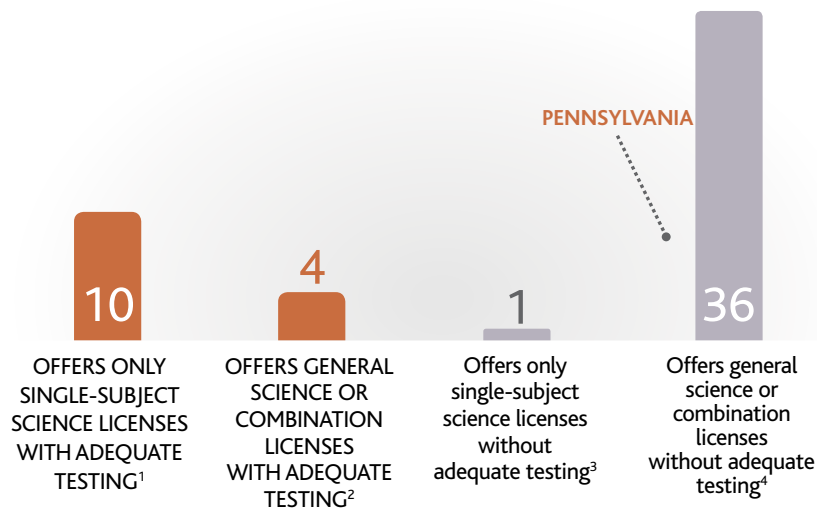 PENNSYLVANIA
10
4
1
36
OFFERS ONLY
SINGLE-SUBJECT
SCIENCE LICENSES
WITH ADEQUATE
TESTING¹
OFFERS GENERAL
SCIENCE OR
COMBINATION
LICENSES
WITH ADEQUATE
TESTING²
Offers only
single-subject
science licenses
without
adequate testing³
Offers general
science or
combination
licenses
without adequate
testing⁴